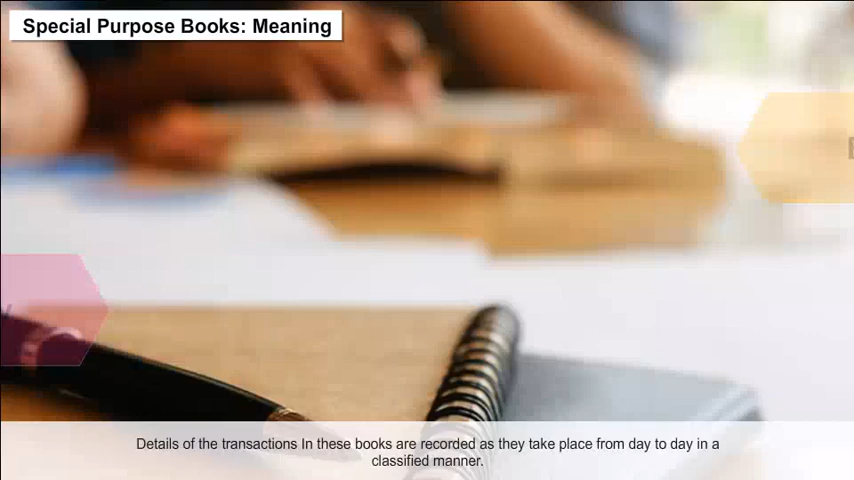 Special Purpose Books: Meaning
Details of the transactions In these books are recorded as they take place from day to day in a
classified manner.